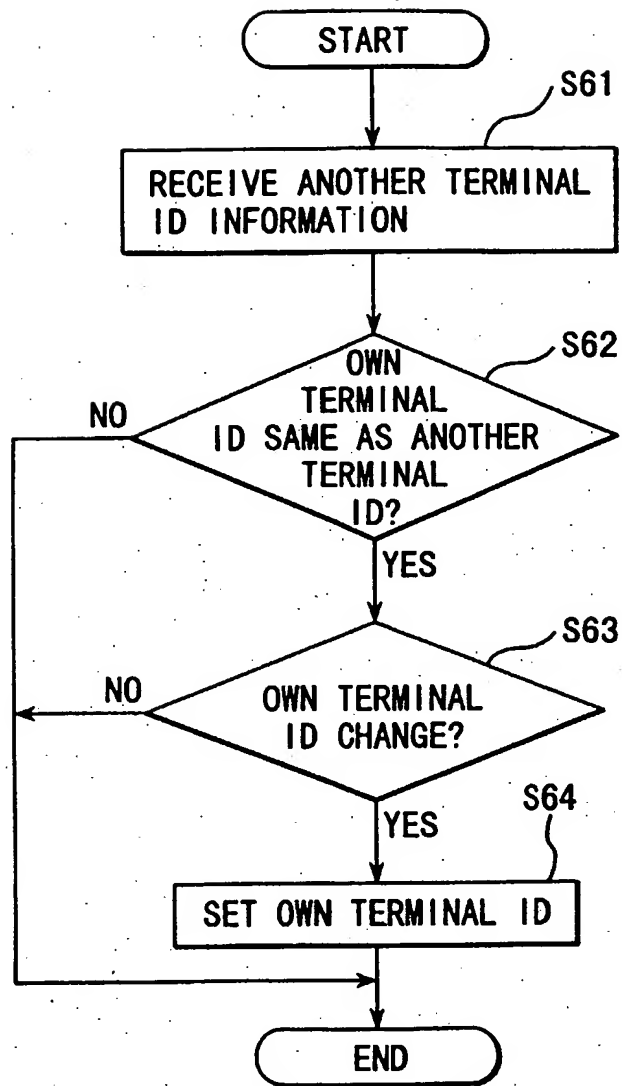 START
S61
RECEIVE ANOTHER TERMINAL
ID INFORMATION
S62
OWN
TERMINAL
ID SAME AS ANOTHER
TERMINAL
ID?
NO
YES
S63
OWN TERMINAL
ID CHANGE?
NO
YES
S64
SET OWN TERMINAL ID
END